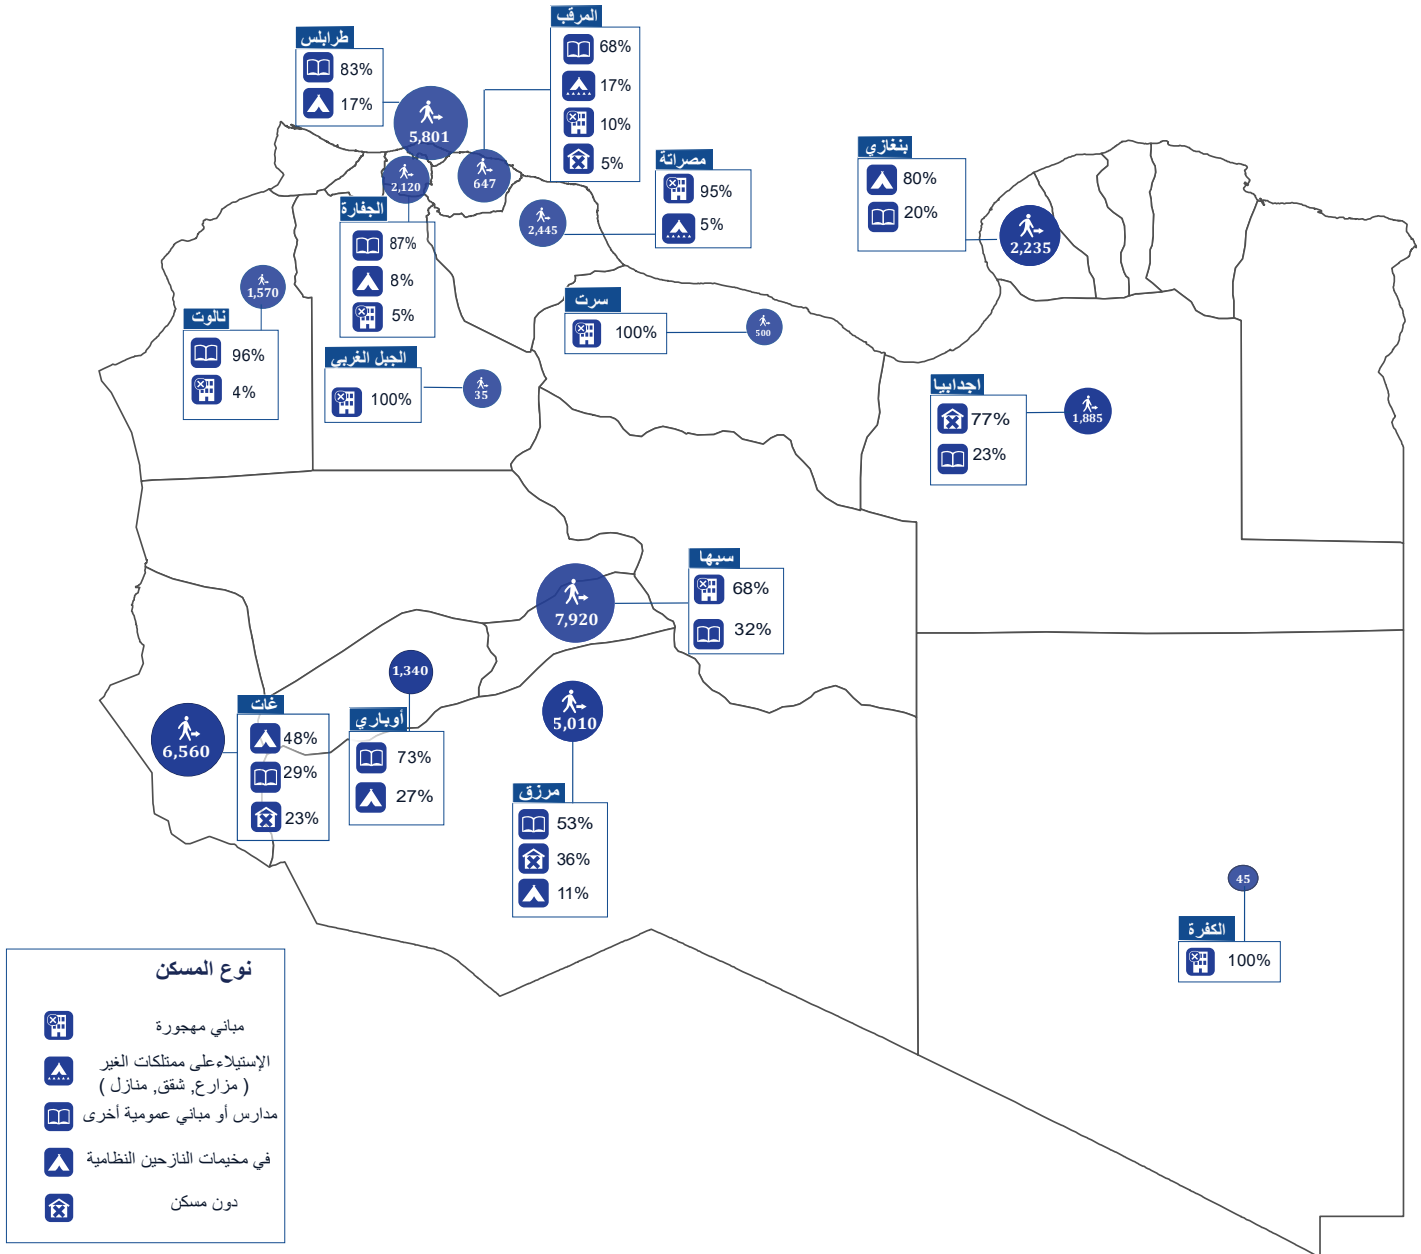 المرقب
68%
17%
10%
5%
طرابلس
83%
17%
5,801
2,120
647
مصراتة
95%
5%
2,445
بنغازي
80%
20%
2,235
الجفارة
87%
8%
5%
1,570
نالوت
96%
4%
سرت
100%
500
الجبل الغربي
100%
35
اجدابيا
77%
23%
1,885
سبها
68%
32%
7,920
1,340
أوباري
73%
27%
غات
48%
29%
23%
6,560
5,010
مرزق
53%
36%
11%
45
الكفرة
100%
نوع المسكن
مباني مهجورة
الإستيلاءعلى ممتلكات الغير
( مزارع, شقق, منازل )
مدارس أو مباني عمومية أخرى
في مخيمات النازحين النظامية
دون مسكن